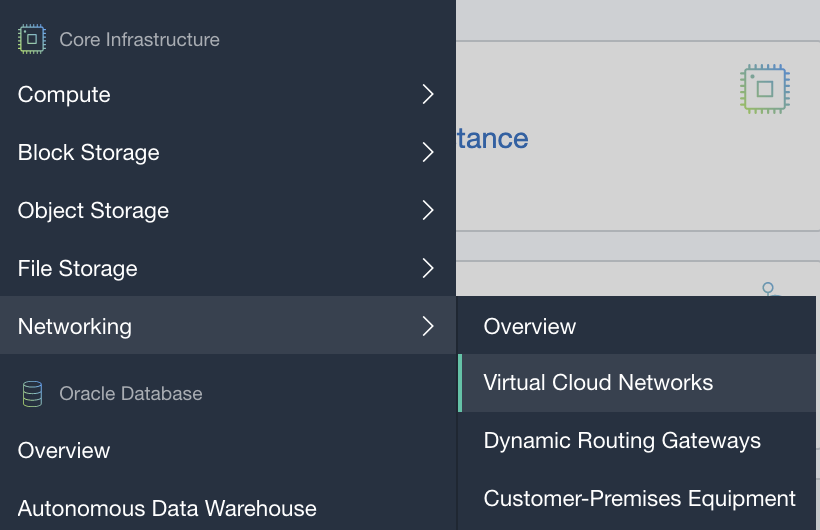 Core Infrastructure
Compute
Block Storage
Object Storage
File Storage
Networking
Oracle Database
Overview
Autonomous Data Warehouse
tance
Overview
Virtual Cloud Networks
Dynamic Routing Gateways
Customer-Premises Equipment